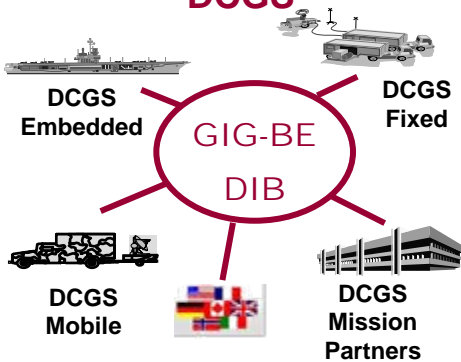 DCGS
DCGS
Embedded
DCGS
Fixed
GIG-BE
DIB
DCGS
Mobile
DCGS
Mission
Partners